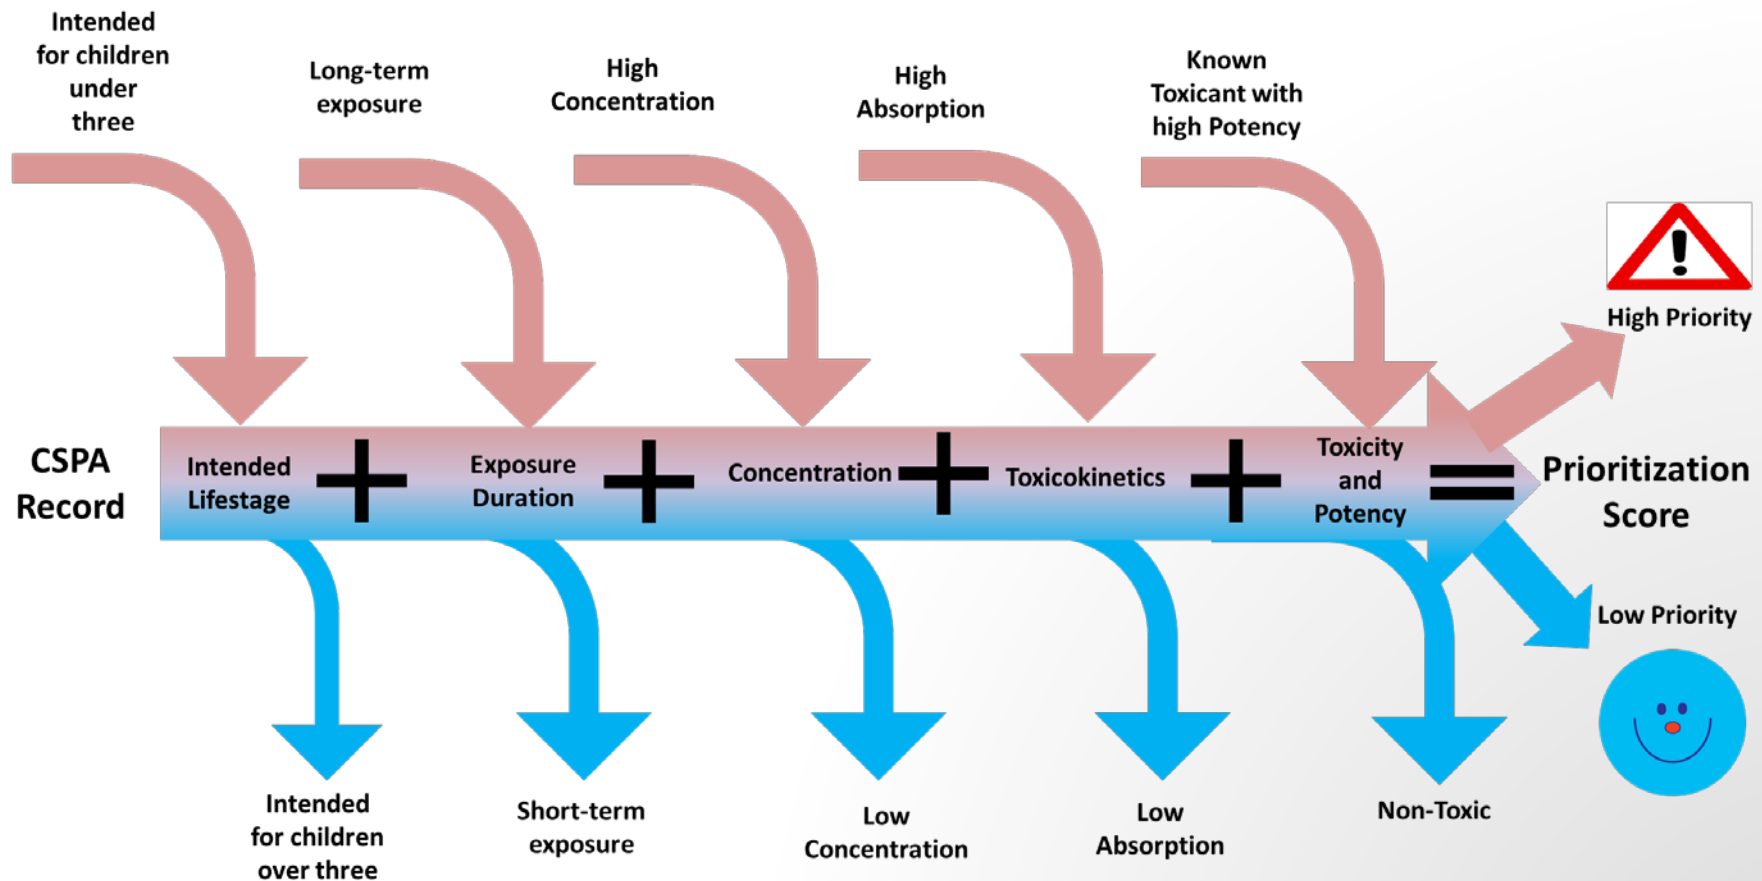 Intended
for children
under
three
Long-term
exposure
High
Concentration
High
Absorption
Known
Toxicant with
high Potency
High Priority
CSPA
Record
Intended
Lifestage
Exposure
Duration
Concentration
Toxicokinetics
Toxicity
and
Potency
Prioritization
Score
Low Priority
Intended
for children
over three
Short-term
exposure
Low
Concentration
Low
Absorption
Non-Toxic